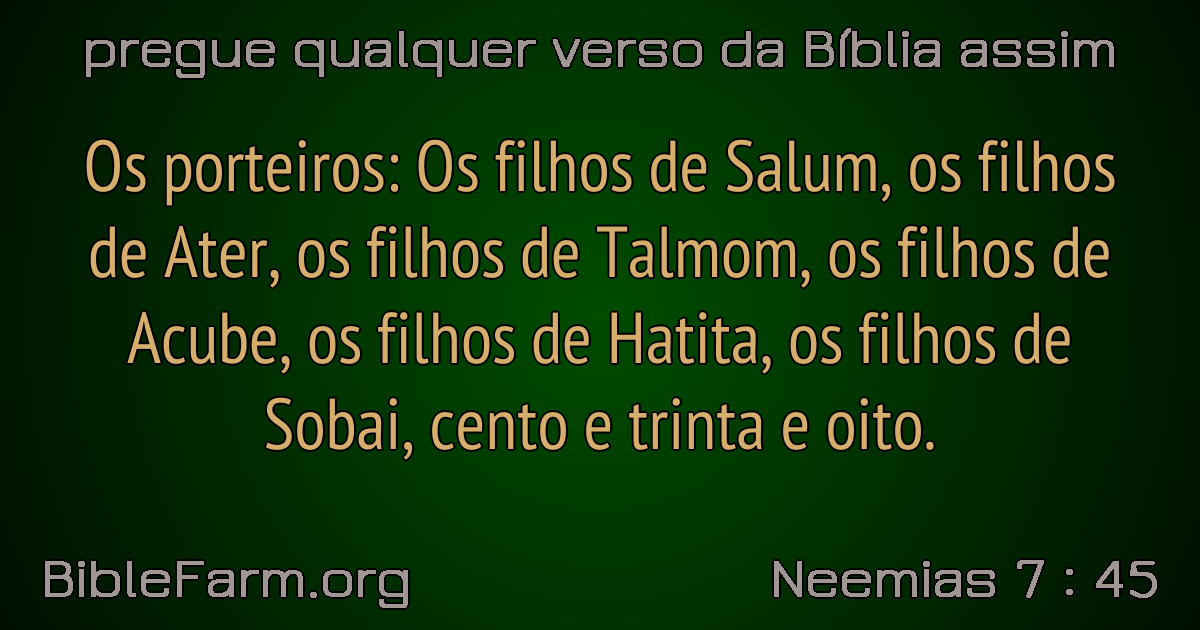 pregue qualquer verso da Bíblia assim
Os porteiros: Os filhos de Salum, os filhos
de Ater, os filhos de Talmom, os filhos de
Acube, os filhos de Hatita, os filhos de
Sobai, cento e trinta e oito.
BibleFarm.org
Neemias 7 : 45